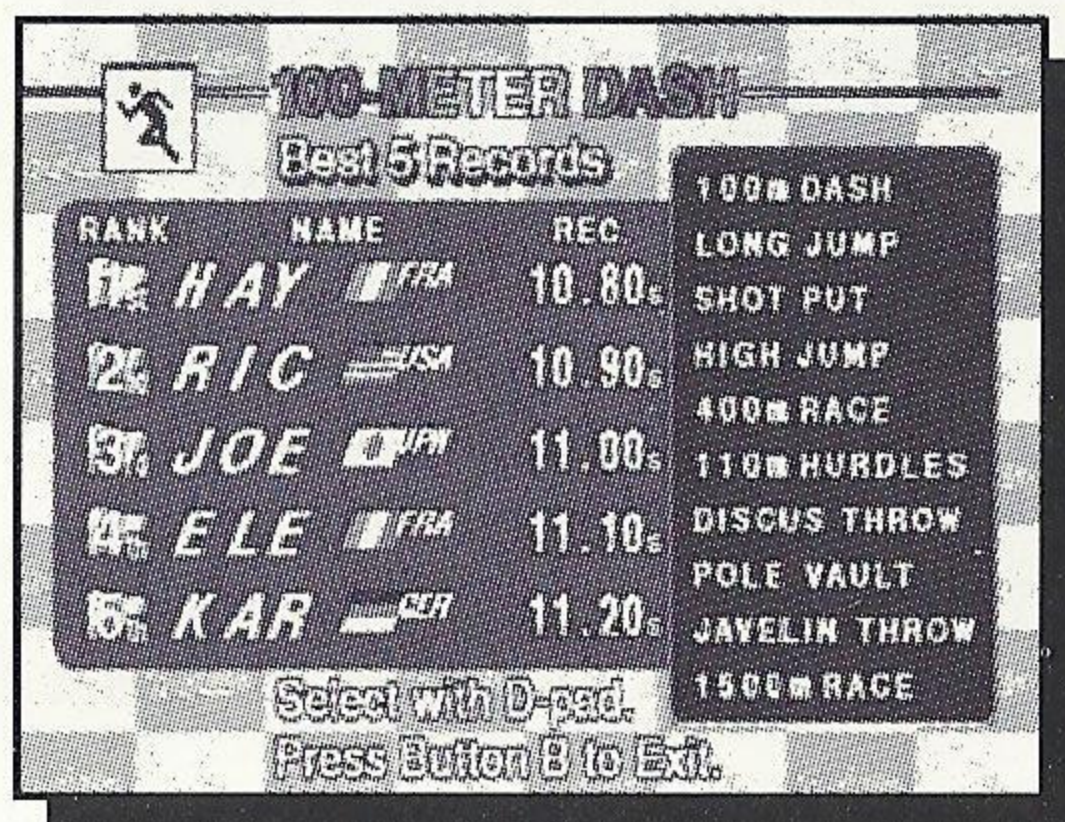 100-METER DASH
Best 5 Records
RANK NAME REC
1st HAY FRA 10.80s
2nd RIC USA 10.90s
3rd JOE JPN 11.00s
4th ELE FRA 11.10s
5th KAR GER 11.20s
100m DASH
LONG JUMP
SHOT PUT
HIGH JUMP
400m RACE
110m HURDLES
DISCUS THROW
POLE VAULT
JAVELIN THROW
1500m RACE
Select with D-pad.
Press Button B to Exit.